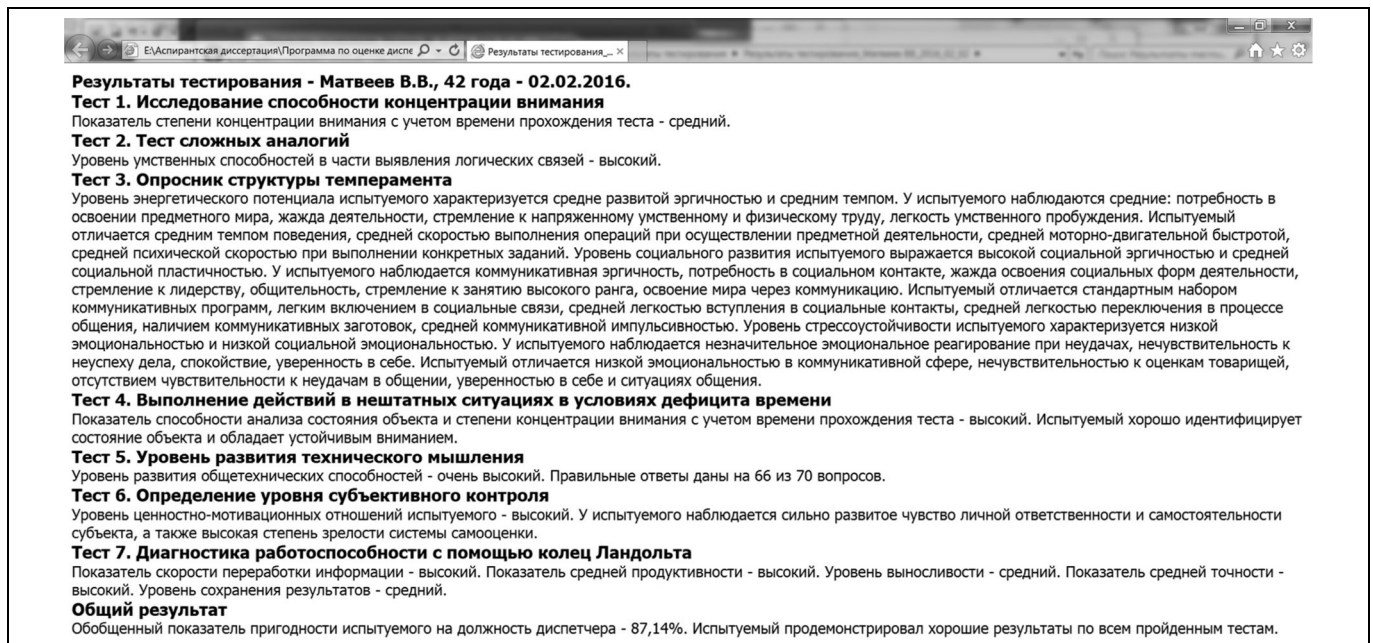 E:\Аспирантская диссертация\Программа по оценке диспе
Результаты тестирования_...
Результаты тестирования - Матвеев В.В., 42 года - 02.02.2016.
Тест 1. Исследование способности концентрации внимания
Показатель степени концентрации внимания с учетом времени прохождения теста - средний.
Тест 2. Тест сложных аналогий
Уровень умственных способностей в части выявления логических связей - высокий.
Тест 3. Опросник структуры темперамента
Уровень энергетического потенциала испытуемого характеризуется средне развитой эргичностью и средним темпом. У испытуемого наблюдаются средние: потребность в
освоении предметного мира, жажда деятельности, стремление к напряженному умственному и физическому труду, легкость умственного пробуждения. Испытуемый
отличается средним темпом поведения, средней скоростью выполнения операций при осуществлении предметной деятельности, средней моторно-двигательной быстротой,
средней психической скоростью при выполнении конкретных заданий. Уровень социального развития испытуемого выражается высокой социальной эргичностью и средней
социальной пластичностью. У испытуемого наблюдается коммуникативная эргичность, потребность в социальном контакте, жажда освоения социальных форм деятельности,
стремление к лидерству, общительность, стремление к занятию высокого ранга, освоение мира через коммуникацию. Испытуемый отличается стандартным набором
коммуникативных программ, легким включением в социальные связи, средней легкостью вступления в социальные контакты, средней легкостью переключения в процессе
общения, наличием коммуникативных заготовок, средней коммуникативной импульсивностью. Уровень стрессоустойчивости испытуемого характеризуется низкой
эмоциональностью и низкой социальной эмоциональностью. У испытуемого наблюдается незначительное эмоциональное реагирование при неудачах, нечувствительность к
неуспеху дела, спокойствие, уверенность в себе. Испытуемый отличается низкой эмоциональностью в коммуникативной сфере, нечувствительностью к оценкам товарищей,
отсутствием чувствительности к неудачам в общении, уверенностью в себе и ситуациях общения.
Тест 4. Выполнение действий в нештатных ситуациях в условиях дефицита времени
Показатель способности анализа состояния объекта и степени концентрации внимания с учетом времени прохождения теста - высокий. Испытуемый хорошо идентифицирует
состояние объекта и обладает устойчивым вниманием.
Тест 5. Уровень развития технического мышления
Уровень развития общетехнических способностей - очень высокий. Правильные ответы даны на 66 из 70 вопросов.
Тест 6. Определение уровня субъективного контроля
Уровень ценностно-мотивационных отношений испытуемого - высокий. У испытуемого наблюдается сильно развитое чувство личной ответственности и самостоятельности
субъекта, а также высокая степень зрелости системы самооценки.
Тест 7. Диагностика работоспособности с помощью колец Ландольта
Показатель скорости переработки информации - высокий. Показатель средней продуктивности - высокий. Уровень выносливости - средний. Показатель средней точности -
высокий. Уровень сохранения результатов - средний.
Общий результат
Обобщенный показатель пригодности испытуемого на должность диспетчера - 87,14%. Испытуемый продемонстрировал хорошие результаты по всем пройденным тестам.